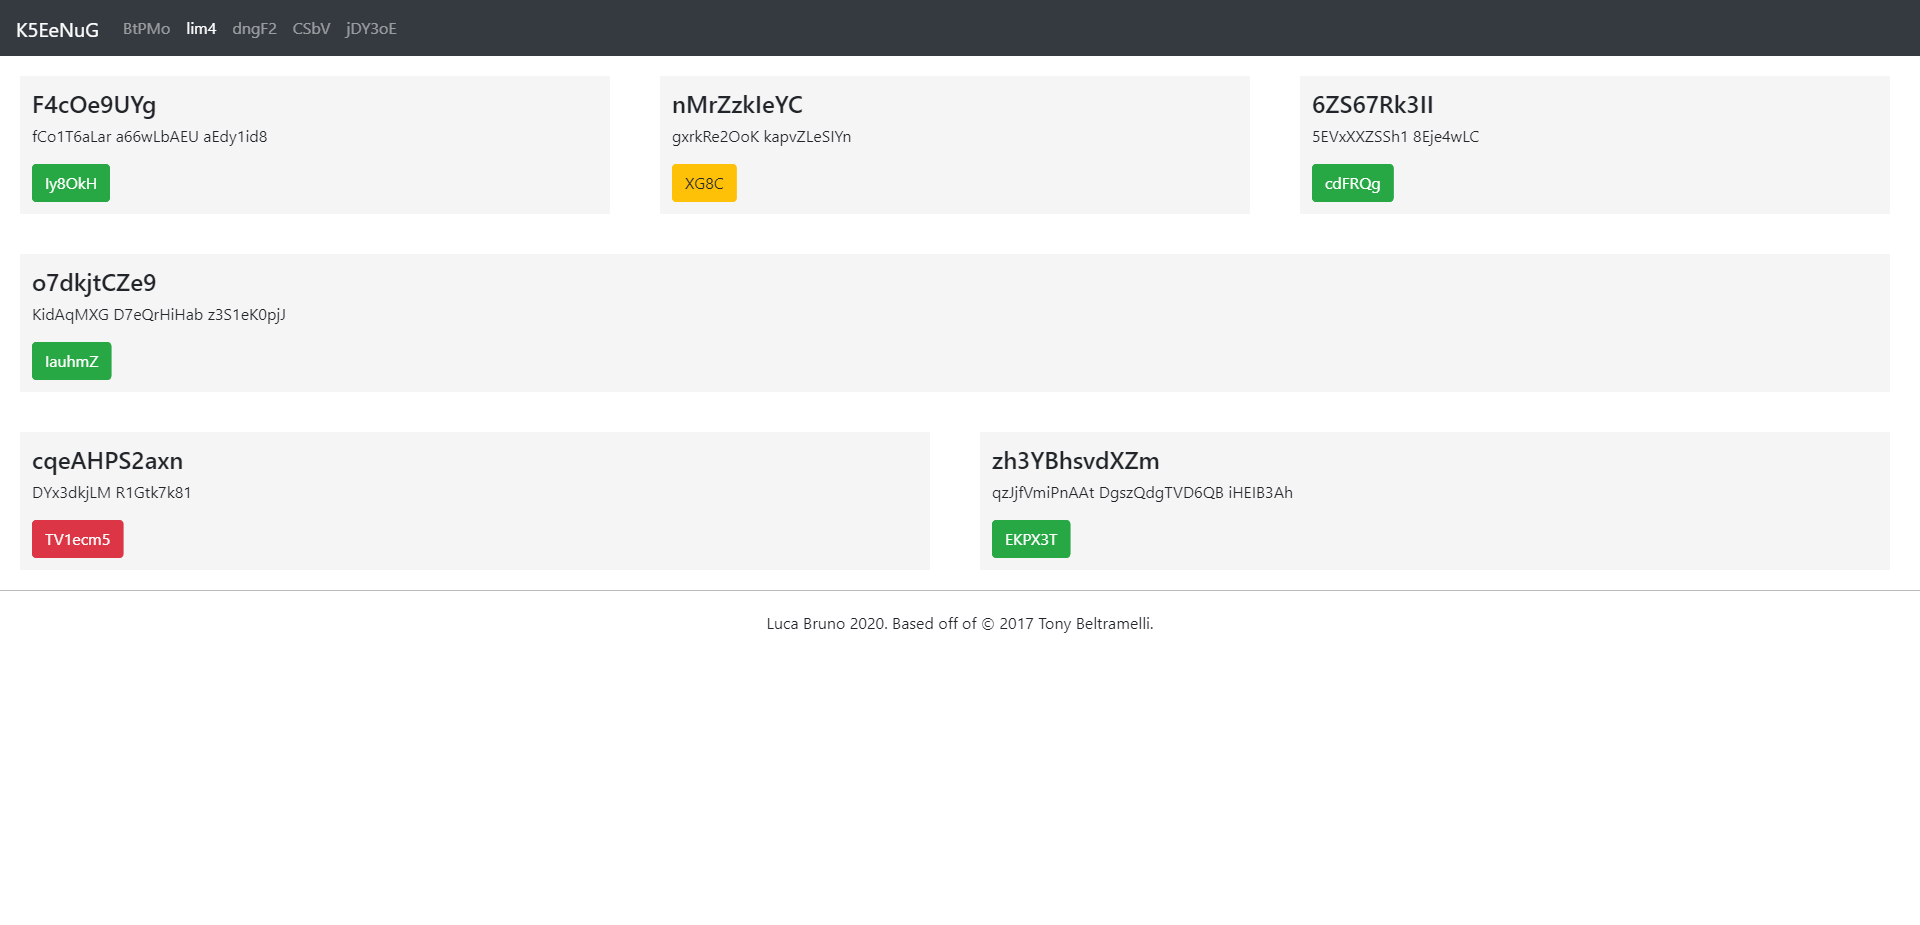 K5EeNuG BtPMo lim4 dngF2 CSbV jDY3oE
F4cOe9UYg
fCo1T6aLar a66wLbAEU aEdy1id8
Iy8OkH
nMrZzkIeYC
gxrkRe2OoK kapvZLeSIYn
XG8C
6ZS67Rk3II
5EVxXXZSSh1 8Eje4wLC
cdFRQg
o7dkjtCZe9
KidAqMXG D7eQrHiHab z3S1eK0pjJ
IauhmZ
cqeAHPS2axn
DYx3dkjLM R1Gtk7k81
TV1ecm5
zh3YBhsvdXZm
qzJjfVmiPnAAt DgszQdgTVD6QB iHEIB3Ah
EKPX3T
Luca Bruno 2020. Based off of © 2017 Tony Beltramelli.